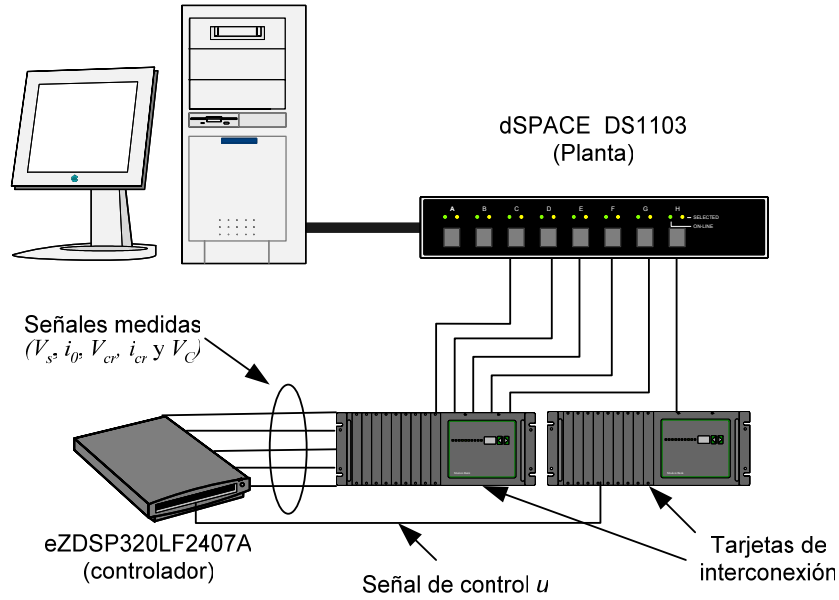 dSPACE DS1103
(Planta)
A B C D E F G H
SELECTED
ON-LINE
Señales medidas
(Vs, i0, Vcr, icr y VC)
eZDSP320LF2407A
(controlador)
Señal de control u
Tarjetas de
interconexión